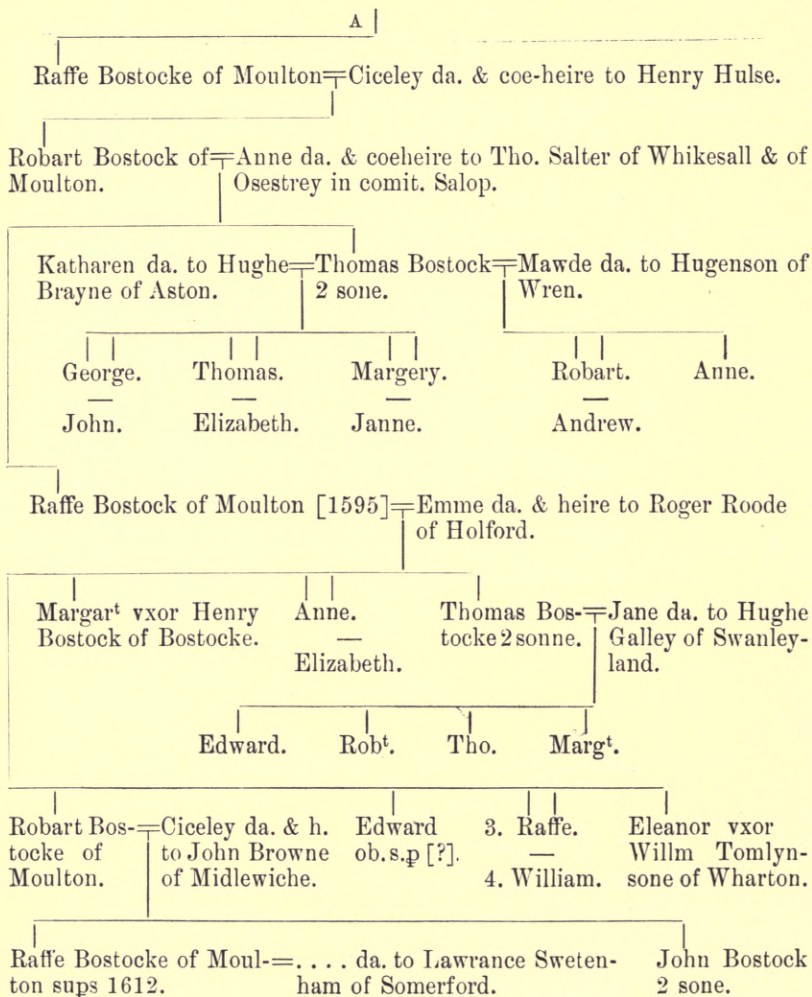 A
Raffe Bostocke of Moulton=Ciceley da. & coe-heire to Henry Hulse.
Robart Bostock of=Anne da. & coeheire to Tho. Salter of Whikesall & of
Moulton. Osestrey in comit. Salop.
Katharen da. to Hughe=Thomas Bostock=Mawde da. to Hugenson of
Brayne of Aston. 2 sone. Wren.
George. Thomas. Margery. Robart. Anne.
— — — —
John. Elizabeth. Janne. Andrew.
Raffe Bostock of Moulton [1595]=Emme da. & heire to Roger Roode
of Holford.
Margarᵗ vxor Henry Anne. Thomas Bos-=Jane da. to Hughe
Bostock of Bostocke. — tocke 2 sonne. Galley of Swanley-
Elizabeth. land.
Edward. Robᵗ. Tho. Margᵗ.
Robart Bos-=Ciceley da. & h. Edward 3. Raffe. Eleanor vxor
tocke of to John Browne ob. s.p [?]. — Willm Tomlyn-
Moulton. of Midlewiche. 4. William. sone of Wharton.
Raffe Bostocke of Moul-=. . . . da. to Lawrance Sweten- John Bostock
ton sups 1612. ham of Somerford. 2 sone.